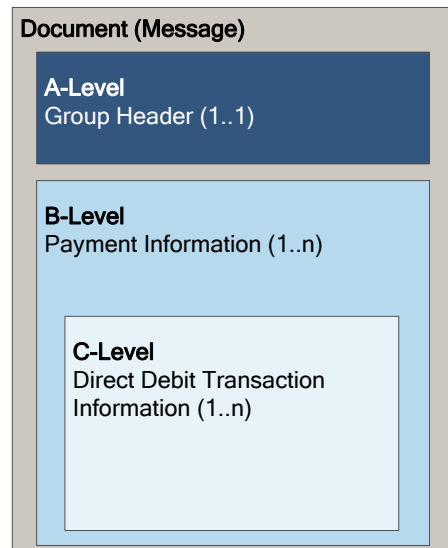 Document (Message)
A-Level
Group Header (1..1)
B-Level
Payment Information (1..n)
C-Level
Direct Debit Transaction
Information (1..n)